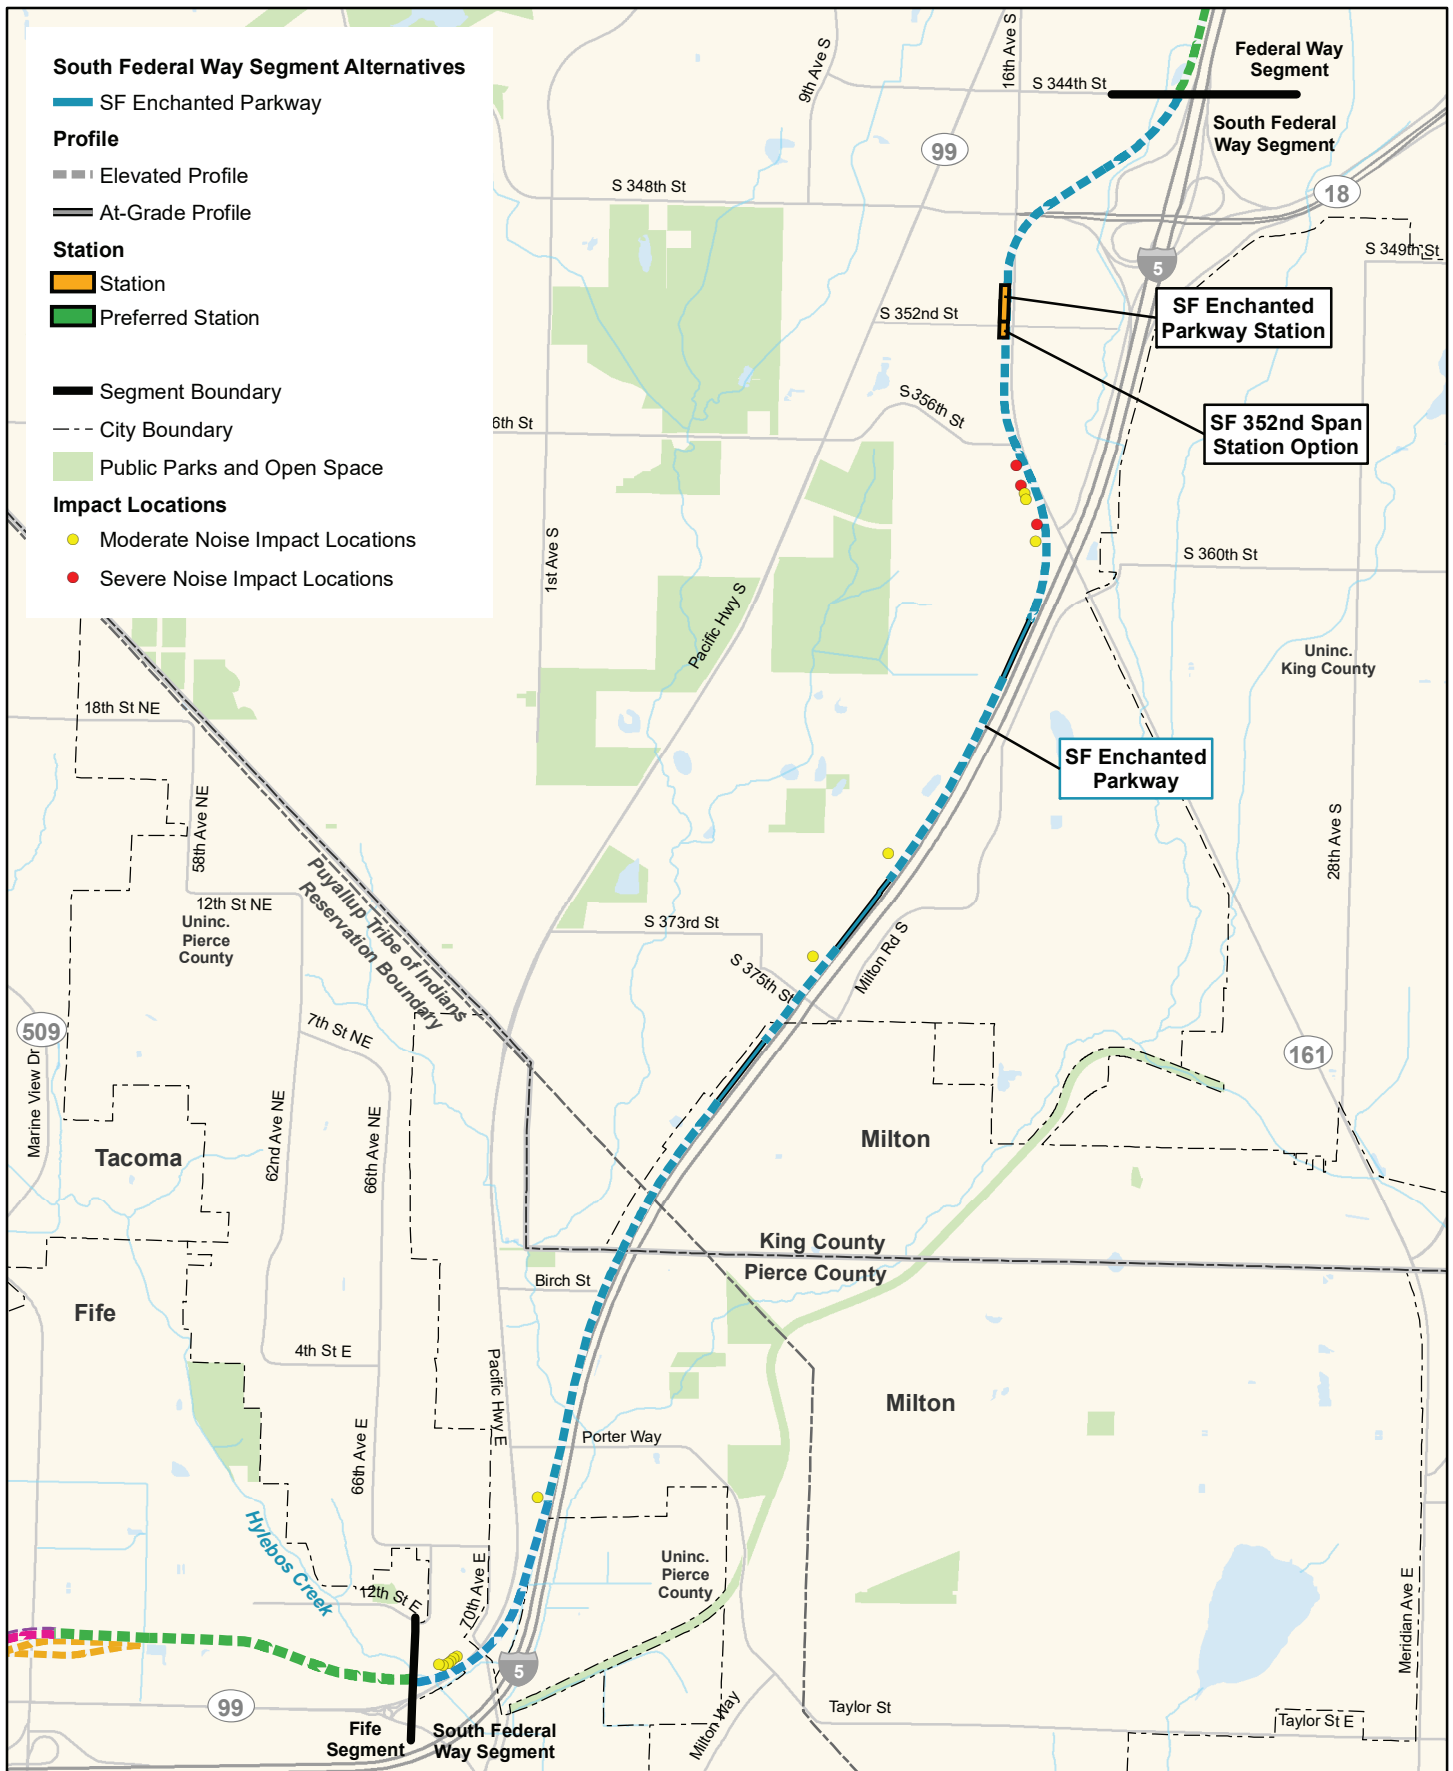 South Federal Way Segment Alternatives
SF Enchanted Parkway
Profile
Elevated Profile
At-Grade Profile
Station
Station
Preferred Station
Segment Boundary
City Boundary
Public Parks and Open Space
Impact Locations
Moderate Noise Impact Locations
Severe Noise Impact Locations
9th Ave S
16th Ave S
S 344th St
Federal Way
Segment
South Federal
Way Segment
99
18
S 348th St
S 349th St
5
SF Enchanted
Parkway Station
S 352nd St
SF 352nd Span
Station Option
S 356th St
6th St
1st Ave S
S 360th St
Pacific Hwy S
Uninc.
King County
18th St NE
SF Enchanted
Parkway
58th Ave NE
28th Ave S
12th St NE
Uninc.
Pierce
County
Puyallup Tribe of Indians
Reservation Boundary
S 373rd St
S 375th St
Milton Rd S
509
7th St NE
161
Marine View Dr
62nd Ave NE
66th Ave NE
Tacoma
Milton
King County
Pierce County
Birch St
Fife
4th St E
Pacific Hwy E
Milton
66th Ave E
Porter Way
Hylebos Creek
12th St E
70th Ave E
Uninc.
Pierce
County
Meridian Ave E
5
99
Fife
Segment
South Federal
Way Segment
Milton Way
Taylor St
Taylor St E